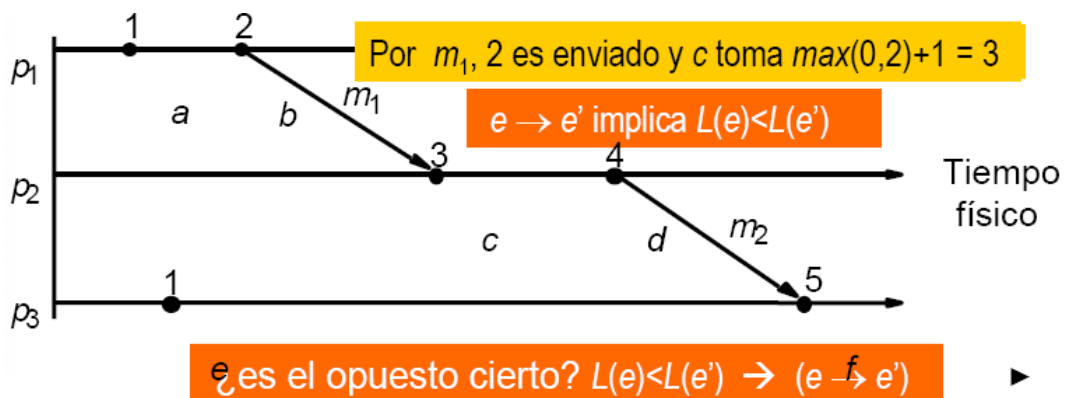 1 2
p1
Por m1, 2 es enviado y c toma max(0,2)+1 = 3
a b m1
e → e' implica L(e)<L(e')
3 4
p2
Tiempo
físico
c d m2
1 5
p3
e f
¿es el opuesto cierto? L(e)<L(e') → (e → e')